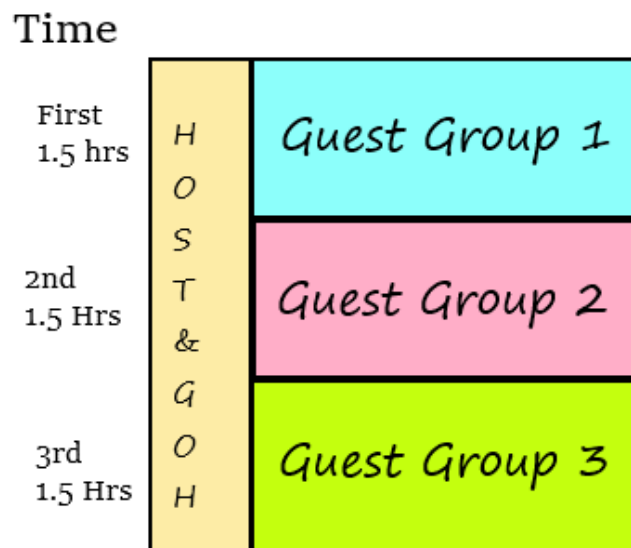 Time
First
1.5 hrs
2nd
1.5 Hrs
3rd
1.5 Hrs
H
O
S
T
&
G
O
H
Guest Group 1
Guest Group 2
Guest Group 3